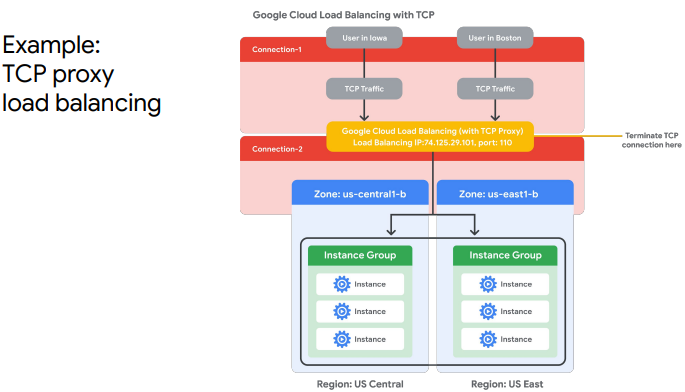 Example:
TCP proxy
load balancing
Google Cloud Load Balancing with TCP
User in Iowa
User in Boston
Connection-1
TCP Traffic
TCP Traffic
Google Cloud Load Balancing (with TCP Proxy)
Load Balancing IP:74.125.29.101, port: 110
Terminate TCP
connection here
Connection-2
Zone: us-central1-b
Zone: us-east1-b
Instance Group
Instance Group
Instance
Instance
Instance
Instance
Instance
Instance
Region: US Central
Region: US East